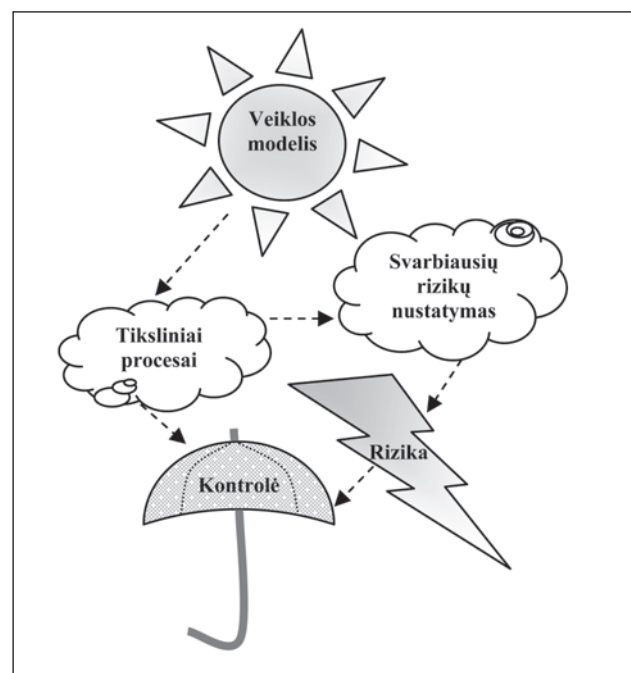 Veiklos
modelis
Svarbiausių
rizikų
nustatymas
Tiksliniai
procesai
Rizika
Kontrolė